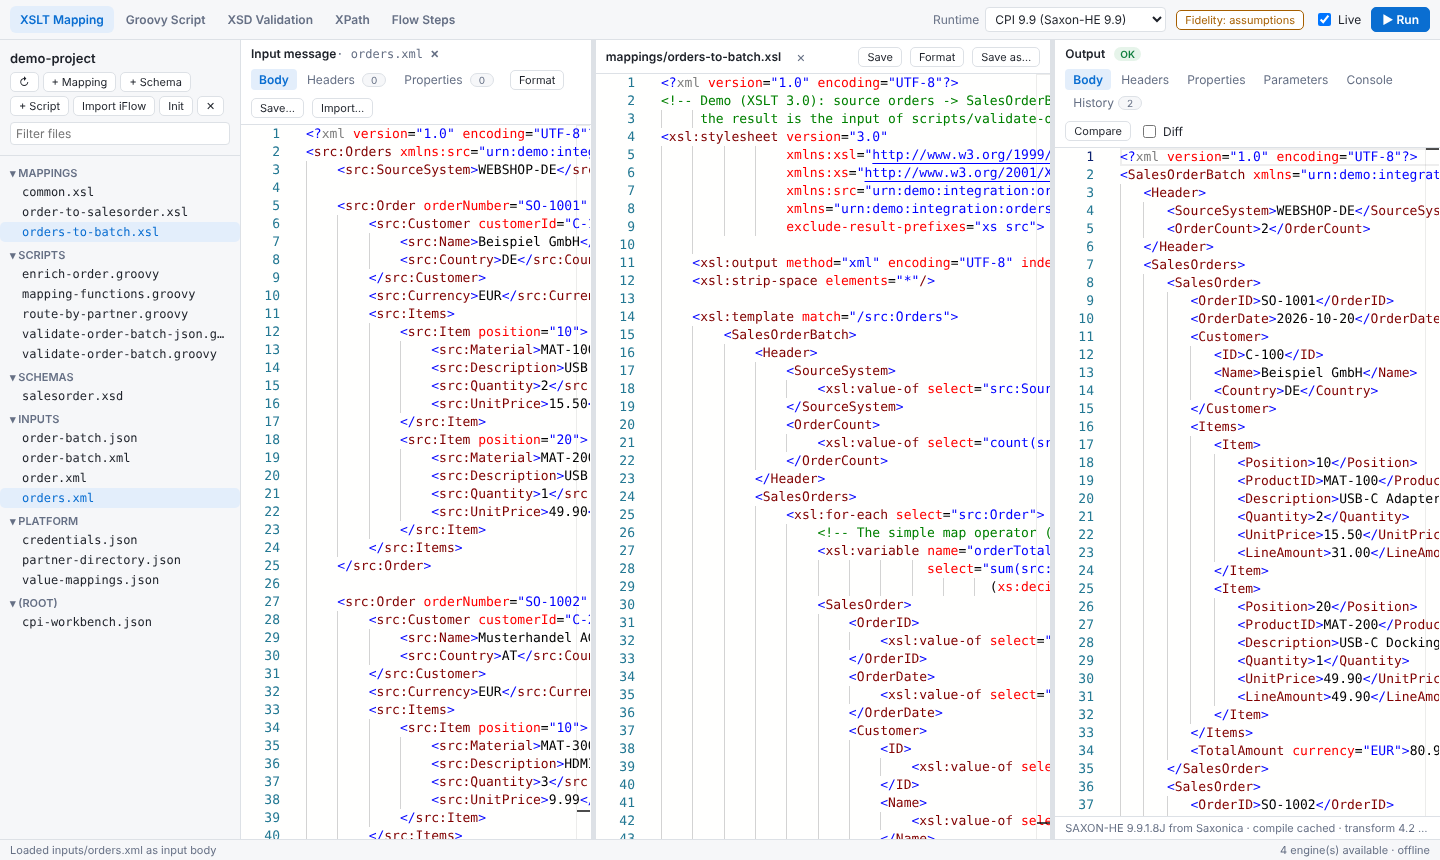 XSLT Mapping Groovy Script XSD Validation XPath Flow Steps Runtime CPI 9.9 (Saxon-HE 9.9) Fidelity: assumptions Live ▶ Run
demo-project
↻ + Mapping + Schema
+ Script Import iFlow Init ×
Filter files
▾ MAPPINGS
common.xsl
order-to-salesorder.xsl
orders-to-batch.xsl
▾ SCRIPTS
enrich-order.groovy
mapping-functions.groovy
route-by-partner.groovy
validate-order-batch-json.g…
validate-order-batch.groovy
▾ SCHEMAS
salesorder.xsd
▾ INPUTS
order-batch.json
order-batch.xml
order.xml
orders.xml
▾ PLATFORM
credentials.json
partner-directory.json
value-mappings.json
▾ (ROOT)
cpi-workbench.json
Input message · orders.xml ×
Body Headers 0 Properties 0 Format
Save... Import...
1 <?xml version="1.0" encoding="UTF-8"?
2 <src:Orders xmlns:src="urn:demo:integ
3 <src:SourceSystem>WEBSHOP-DE</src
4
5 <src:Order orderNumber="SO-1001"
6 <src:Customer customerId="C-1
7 <src:Name>Beispiel GmbH</
8 <src:Country>DE</src:Coun
9 </src:Customer>
10 <src:Currency>EUR</src:Curren
11 <src:Items>
12 <src:Item position="10">
13 <src:Material>MAT-100
14 <src:Description>USB
15 <src:Quantity>2</src
16 <src:UnitPrice>15.50<
17 </src:Item>
18 <src:Item position="20">
19 <src:Material>MAT-200
20 <src:Description>USB
21 <src:Quantity>1</src
22 <src:UnitPrice>49.90<
23 </src:Item>
24 </src:Items>
25 </src:Order>
26
27 <src:Order orderNumber="SO-1002"
28 <src:Customer customerId="C-2
29 <src:Name>Musterhandel AG
30 <src:Country>AT</src:Coun
31 </src:Customer>
32 <src:Currency>EUR</src:Curren
33 <src:Items>
34 <src:Item position="10">
35 <src:Material>MAT-300
36 <src:Description>HDMI
37 <src:Quantity>3</src
38 <src:UnitPrice>9.99</
39 </src:Item>
40 </src:Items>
mappings/orders-to-batch.xsl × Save Format Save as...
1 <?xml version="1.0" encoding="UTF-8"?>
2 <!-- Demo (XSLT 3.0): source orders -> SalesOrderB
3 the result is the input of scripts/validate-o
4 <xsl:stylesheet version="3.0"
5 xmlns:xsl="http://www.w3.org/1999/
6 xmlns:xs="http://www.w3.org/2001/X
7 xmlns:src="urn:demo:integration:or
8 xmlns="urn:demo:integration:orders
9 exclude-result-prefixes="xs src">
10
11 <xsl:output method="xml" encoding="UTF-8" inde
12 <xsl:strip-space elements="*"/>
13
14 <xsl:template match="/src:Orders">
15 <SalesOrderBatch>
16 <Header>
17 <SourceSystem>
18 <xsl:value-of select="src:Sour
19 </SourceSystem>
20 <OrderCount>
21 <xsl:value-of select="count(sr
22 </OrderCount>
23 </Header>
24 <SalesOrders>
25 <xsl:for-each select="src:Order">
26 <!-- The simple map operator (
27 <xsl:variable name="orderTotal
28 select="sum(src:
29 (xs:deci
30 <SalesOrder>
31 <OrderID>
32 <xsl:value-of select="
33 </OrderID>
34 <OrderDate>
35 <xsl:value-of select="
36 </OrderDate>
37 <Customer>
38 <ID>
39 <xsl:value-of sele
40 </ID>
41 <Name>
42 <xsl:value-of sele
43 </Name>
Output OK
Body Headers Properties Parameters Console
History 2
Compare Diff
1 <?xml version="1.0" encoding="UTF-8"?>
2 <SalesOrderBatch xmlns="urn:demo:integrat
3 <Header>
4 <SourceSystem>WEBSHOP-DE</SourceSys
5 <OrderCount>2</OrderCount>
6 </Header>
7 <SalesOrders>
8 <SalesOrder>
9 <OrderID>SO-1001</OrderID>
10 <OrderDate>2026-10-20</OrderDate
11 <Customer>
12 <ID>C-100</ID>
13 <Name>Beispiel GmbH</Name>
14 <Country>DE</Country>
15 </Customer>
16 <Items>
17 <Item>
18 <Position>10</Position>
19 <ProductID>MAT-100</Produc
20 <Description>USB-C Adapter
21 <Quantity>2</Quantity>
22 <UnitPrice>15.50</UnitPric
23 <LineAmount>31.00</LineAmo
24 </Item>
25 <Item>
26 <Position>20</Position>
27 <ProductID>MAT-200</Produc
28 <Description>USB-C Docking
29 <Quantity>1</Quantity>
30 <UnitPrice>49.90</UnitPric
31 <LineAmount>49.90</LineAmo
32 </Item>
33 </Items>
34 <TotalAmount currency="EUR">80.9
35 </SalesOrder>
36 <SalesOrder>
37 <OrderID>SO-1002</OrderID>
SAXON-HE 9.9.1.8J from Saxonica · compile cached · transform 4.2 …
Loaded inputs/orders.xml as input body 4 engine(s) available · offline